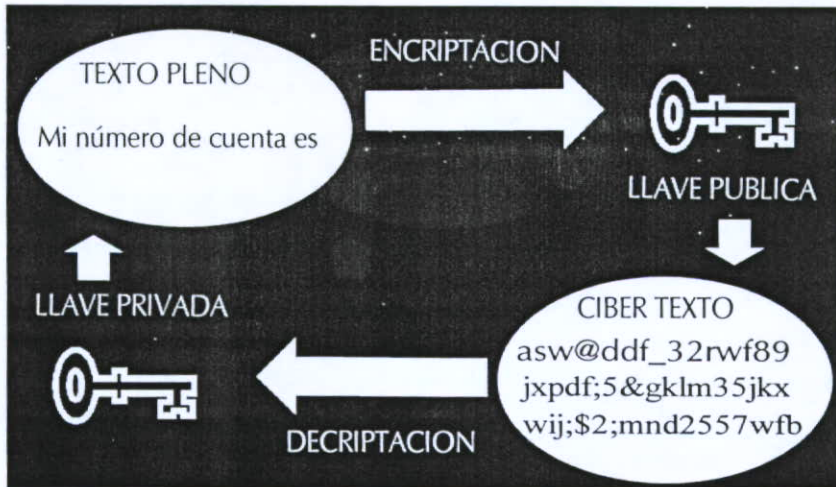 TEXTO PLENO
Mi número de cuenta es
ENCRIPTACION
LLAVE PUBLICA
CIBER TEXTO
asw@ddf_32rwf89
jxpdf;5&gklm35jkx
wij;$2;mnd2557wfb
DECRIPTACION
LLAVE PRIVADA